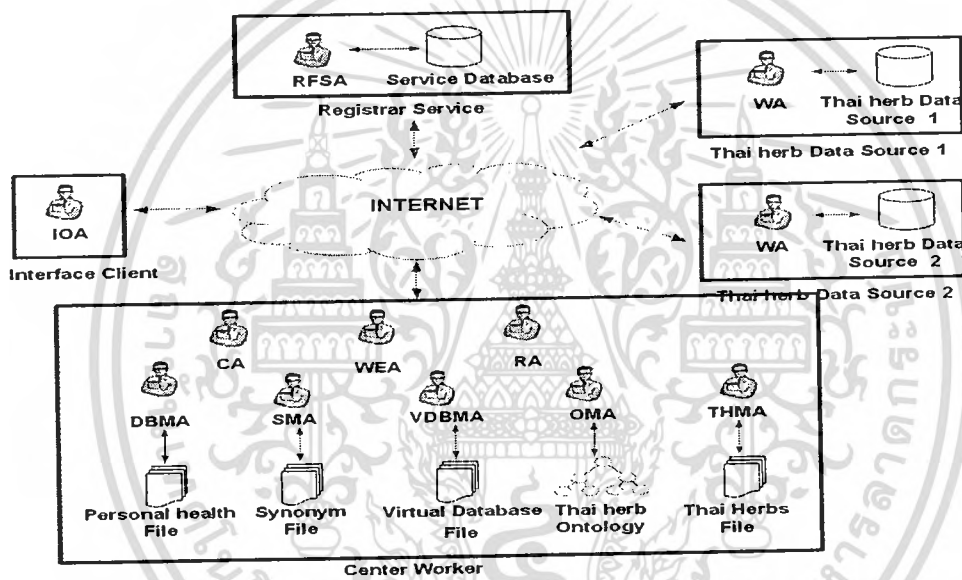 RFSA
Service Database
Registrar Service
WA
Thai herb Data
Source 1
Thai herb Data Source 1
INTERNET
IOA
Interface Client
WA
Thai herb Data
Source 2
Thai herb Data Source 2
CA
WEA
RA
DBMA
SMA
VDBMA
OMA
THMA
Personal health
File
Synonym
File
Virtual Database
File
Thai herb
Ontology
Thai Herbs
File
Center Worker